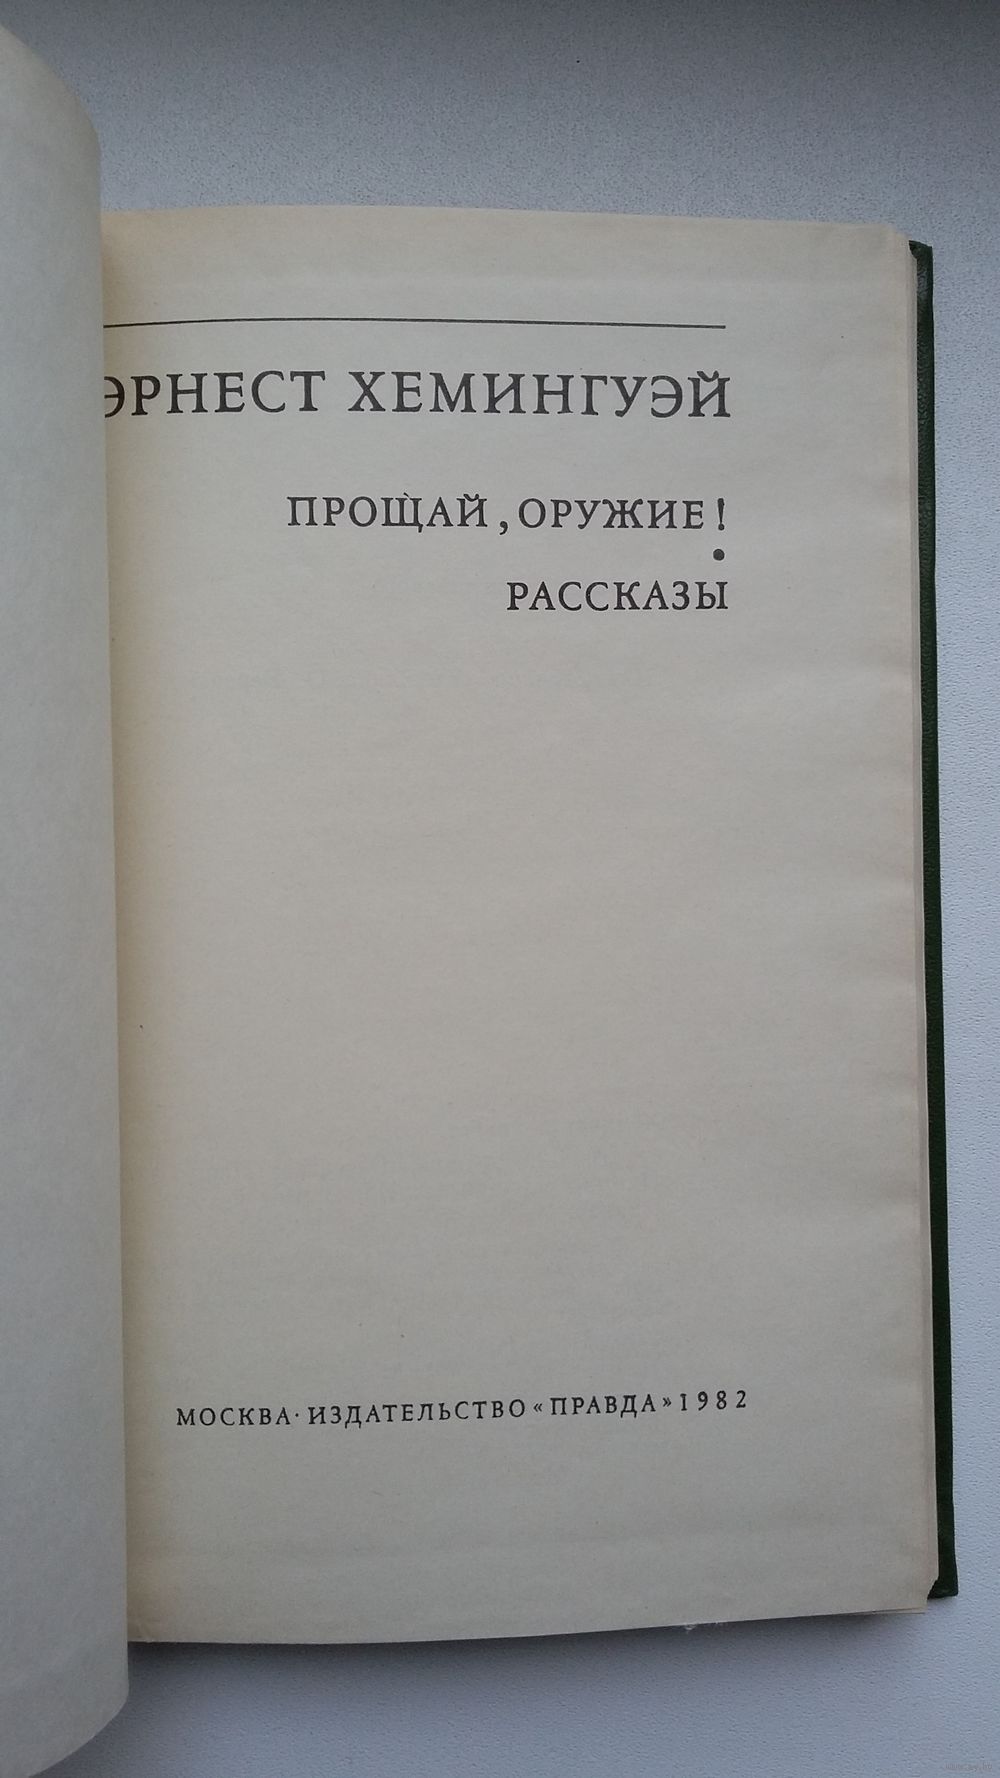 ЭРНЕСТ ХЕМИНГУЭЙ
ПРОЩАЙ, ОРУЖИЕ!
•
РАССКАЗЫ
МОСКВА · ИЗДАТЕЛЬСТВО «ПРАВДА» 1982